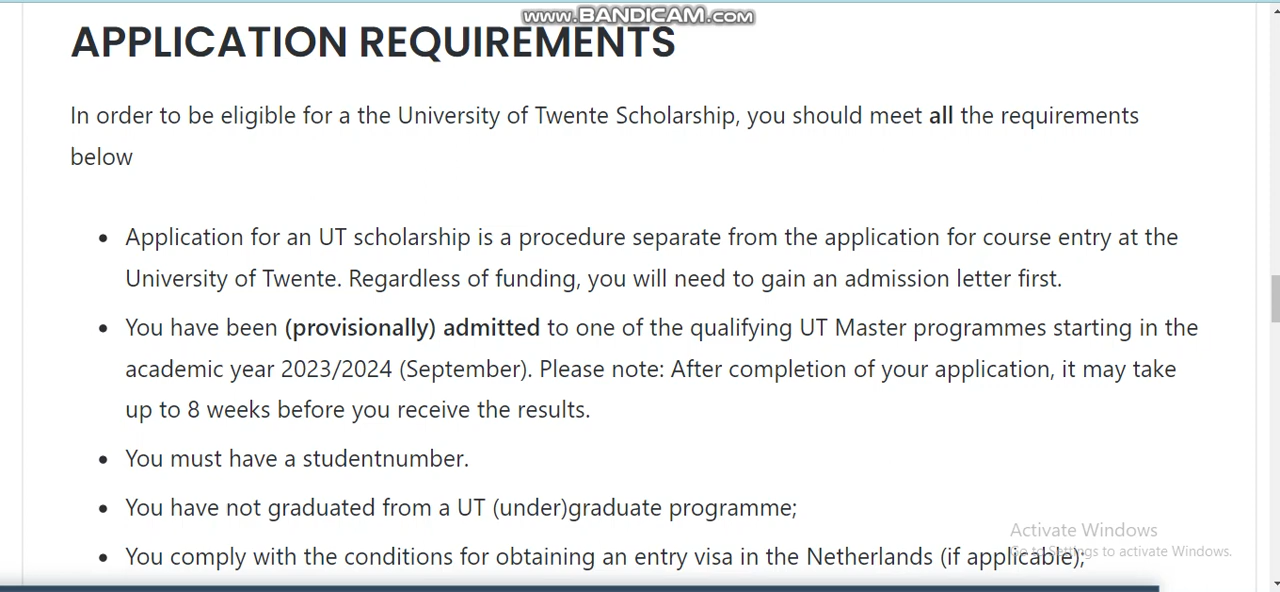 www.BANDICAM.com
APPLICATION REQUIREMENTS
In order to be eligible for a the University of Twente Scholarship, you should meet all the requirements
below
• Application for an UT scholarship is a procedure separate from the application for course entry at the
University of Twente. Regardless of funding, you will need to gain an admission letter first.
• You have been (provisionally) admitted to one of the qualifying UT Master programmes starting in the
academic year 2023/2024 (September). Please note: After completion of your application, it may take
up to 8 weeks before you receive the results.
• You must have a studentnumber.
• You have not graduated from a UT (under)graduate programme;
Activate Windows
Go to Settings to activate Windows.
• You comply with the conditions for obtaining an entry visa in the Netherlands (if applicable);